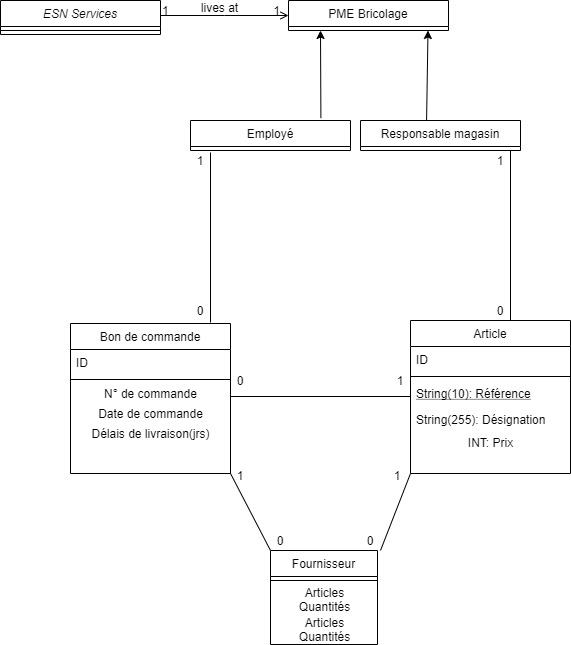 ESN Services
1 lives at 1
PME Bricolage
Employé
Responsable magasin
1
1
0
0
Bon de commande
ID
N° de commande
Date de commande
Délais de livraison(jrs)
Article
ID
String(10): Référence
String(255): Désignation
INT: Prix
0
1
1
1
0
0
Fournisseur
Articles
Quantités
Articles
Quantités